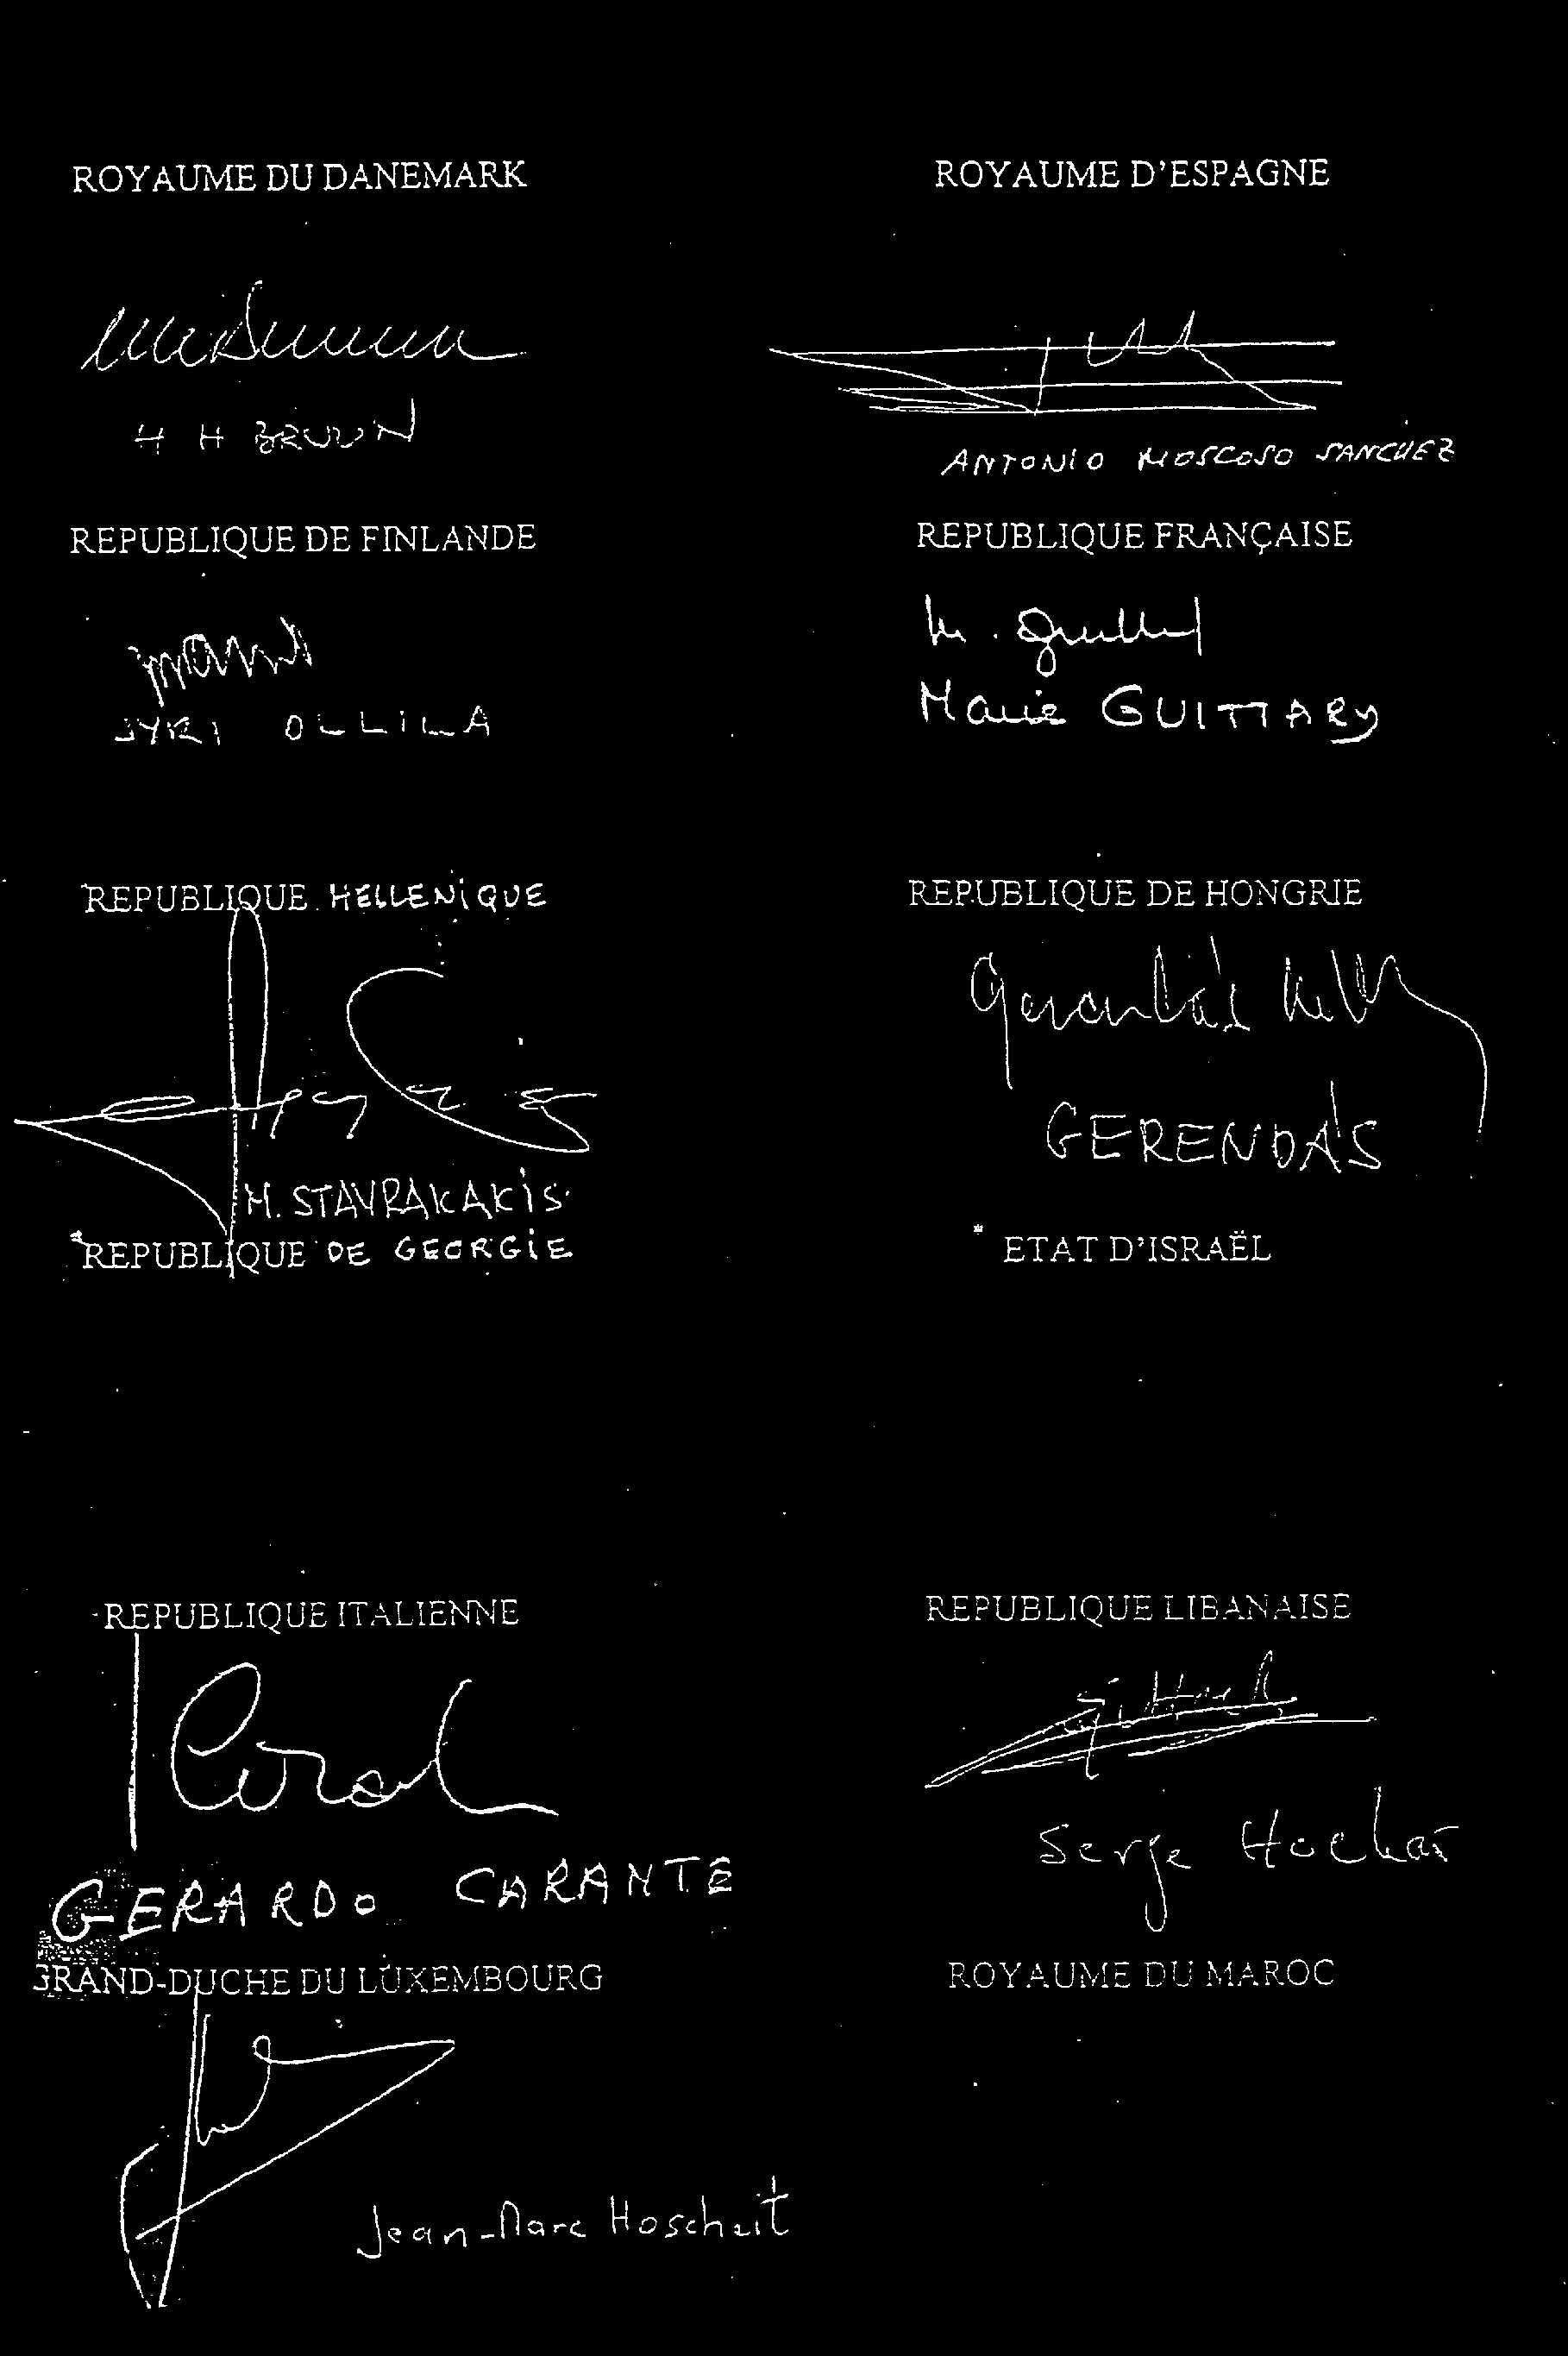 ROYAUME DU DANEMARK
ROYAUME D'ESPAGNE
H H BRUUN
ANTONIO MOSCOSO SANCHEZ
REPUBLIQUE DE FINLANDE
REPUBLIQUE FRANÇAISE
JYRI OLLILA
Marie GUITTARD
REPUBLIQUE HELLENIQUE
REPUBLIQUE DE HONGRIE
GERENDÁS
M. STAVRAKAKIS
*REPUBLIQUE DE GEORGIE
* ETAT D'ISRAËL
REPUBLIQUE ITALIENNE
REPUBLIQUE LIBANAISE
Serge Hochar
GERARDO CARANTE
GRAND-DUCHE DU LUXEMBOURG
ROYAUME DU MAROC
Jean-Marc Hoscheit